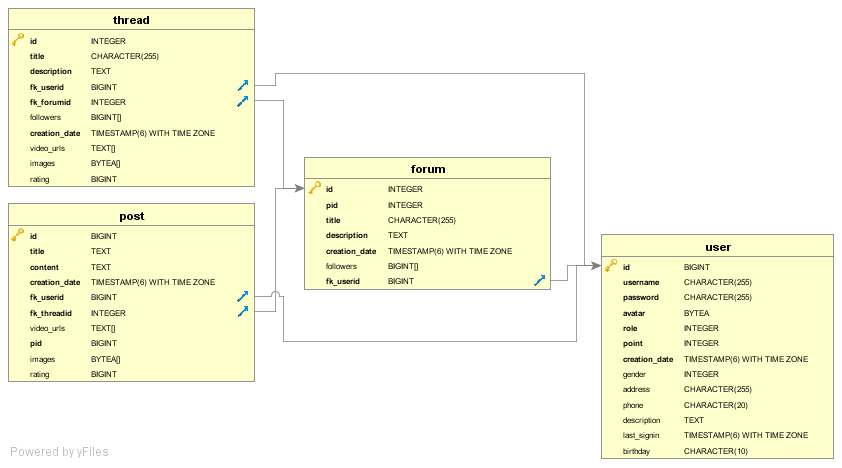 thread
id INTEGER
title CHARACTER(255)
description TEXT
fk_userid BIGINT
fk_forumid INTEGER
followers BIGINT[]
creation_date TIMESTAMP(6) WITH TIME ZONE
video_urls TEXT[]
images BYTEA[]
rating BIGINT
post
id BIGINT
title TEXT
content TEXT
creation_date TIMESTAMP(6) WITH TIME ZONE
fk_userid BIGINT
fk_threadid INTEGER
video_urls TEXT[]
pid BIGINT
images BYTEA[]
rating BIGINT
forum
id INTEGER
pid INTEGER
title CHARACTER(255)
description TEXT
creation_date TIMESTAMP(6) WITH TIME ZONE
followers BIGINT[]
fk_userid BIGINT
user
id BIGINT
username CHARACTER(255)
password CHARACTER(255)
avatar BYTEA
role INTEGER
point INTEGER
creation_date TIMESTAMP(6) WITH TIME ZONE
gender INTEGER
address CHARACTER(255)
phone CHARACTER(20)
description TEXT
last_signin TIMESTAMP(6) WITH TIME ZONE
birthday CHARACTER(10)
Powered by yFiles